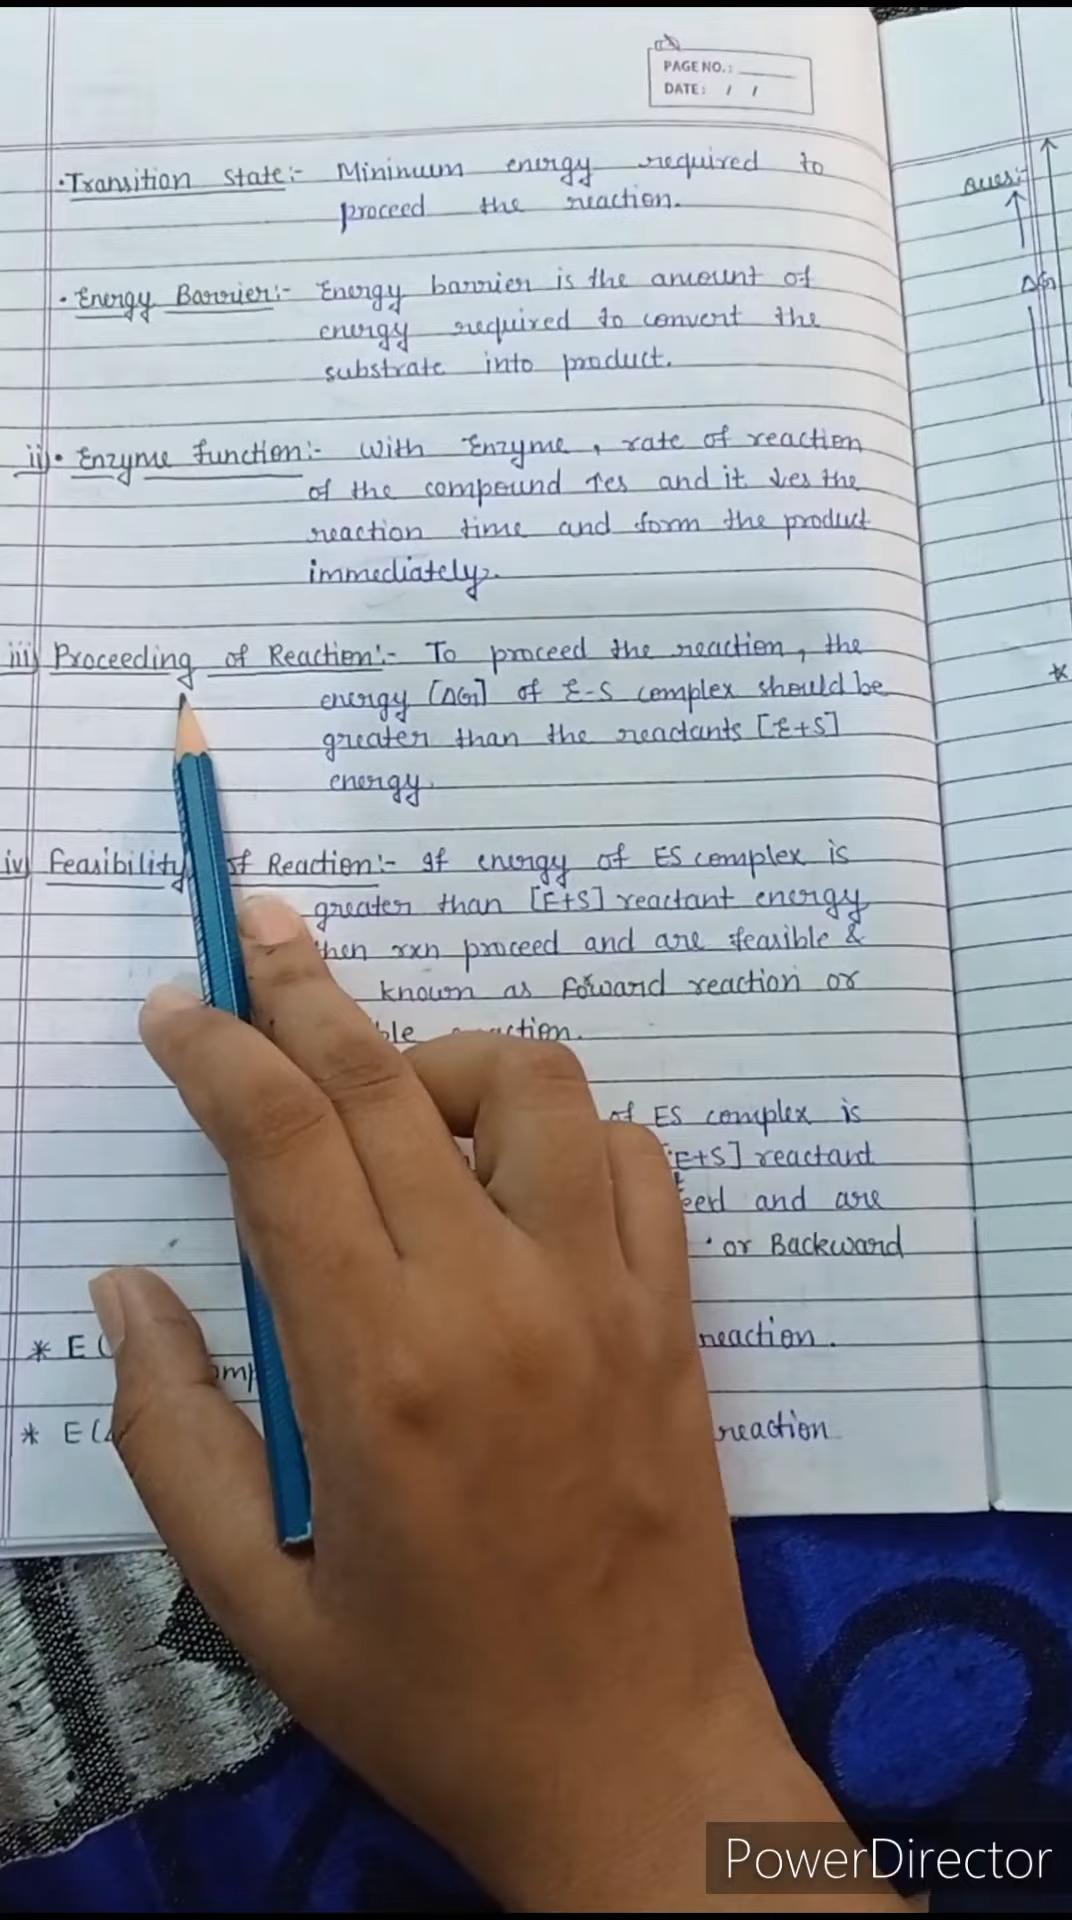 PAGE NO.:
DATE: / /
• Transition state:- Mininum energy required to
proceed the reaction.
• Energy Barrier:- Energy barrier is the amount of
energy required to convert the
substrate into product.
ii). Enzyme function:- With Enzyme, rate of reaction
of the compound ↑es and it ↓es the
reaction time and form the product
immediately.
iii) Proceeding of Reaction:- To proceed the reaction, the
energy [ΔG] of E-S complex should be
greater than the reactants [E+S]
energy.
iv) Feasibility of Reaction:- If energy of ES complex is
greater than [E+S] reactant energy
then rxn proceed and are feasible &
known as forward reaction or
of ES complex is
[E+S] reactant
and are
or Backward
* E(
reaction.
* E(Δ
reaction
Ques:-
ΔG
*
PowerDirector